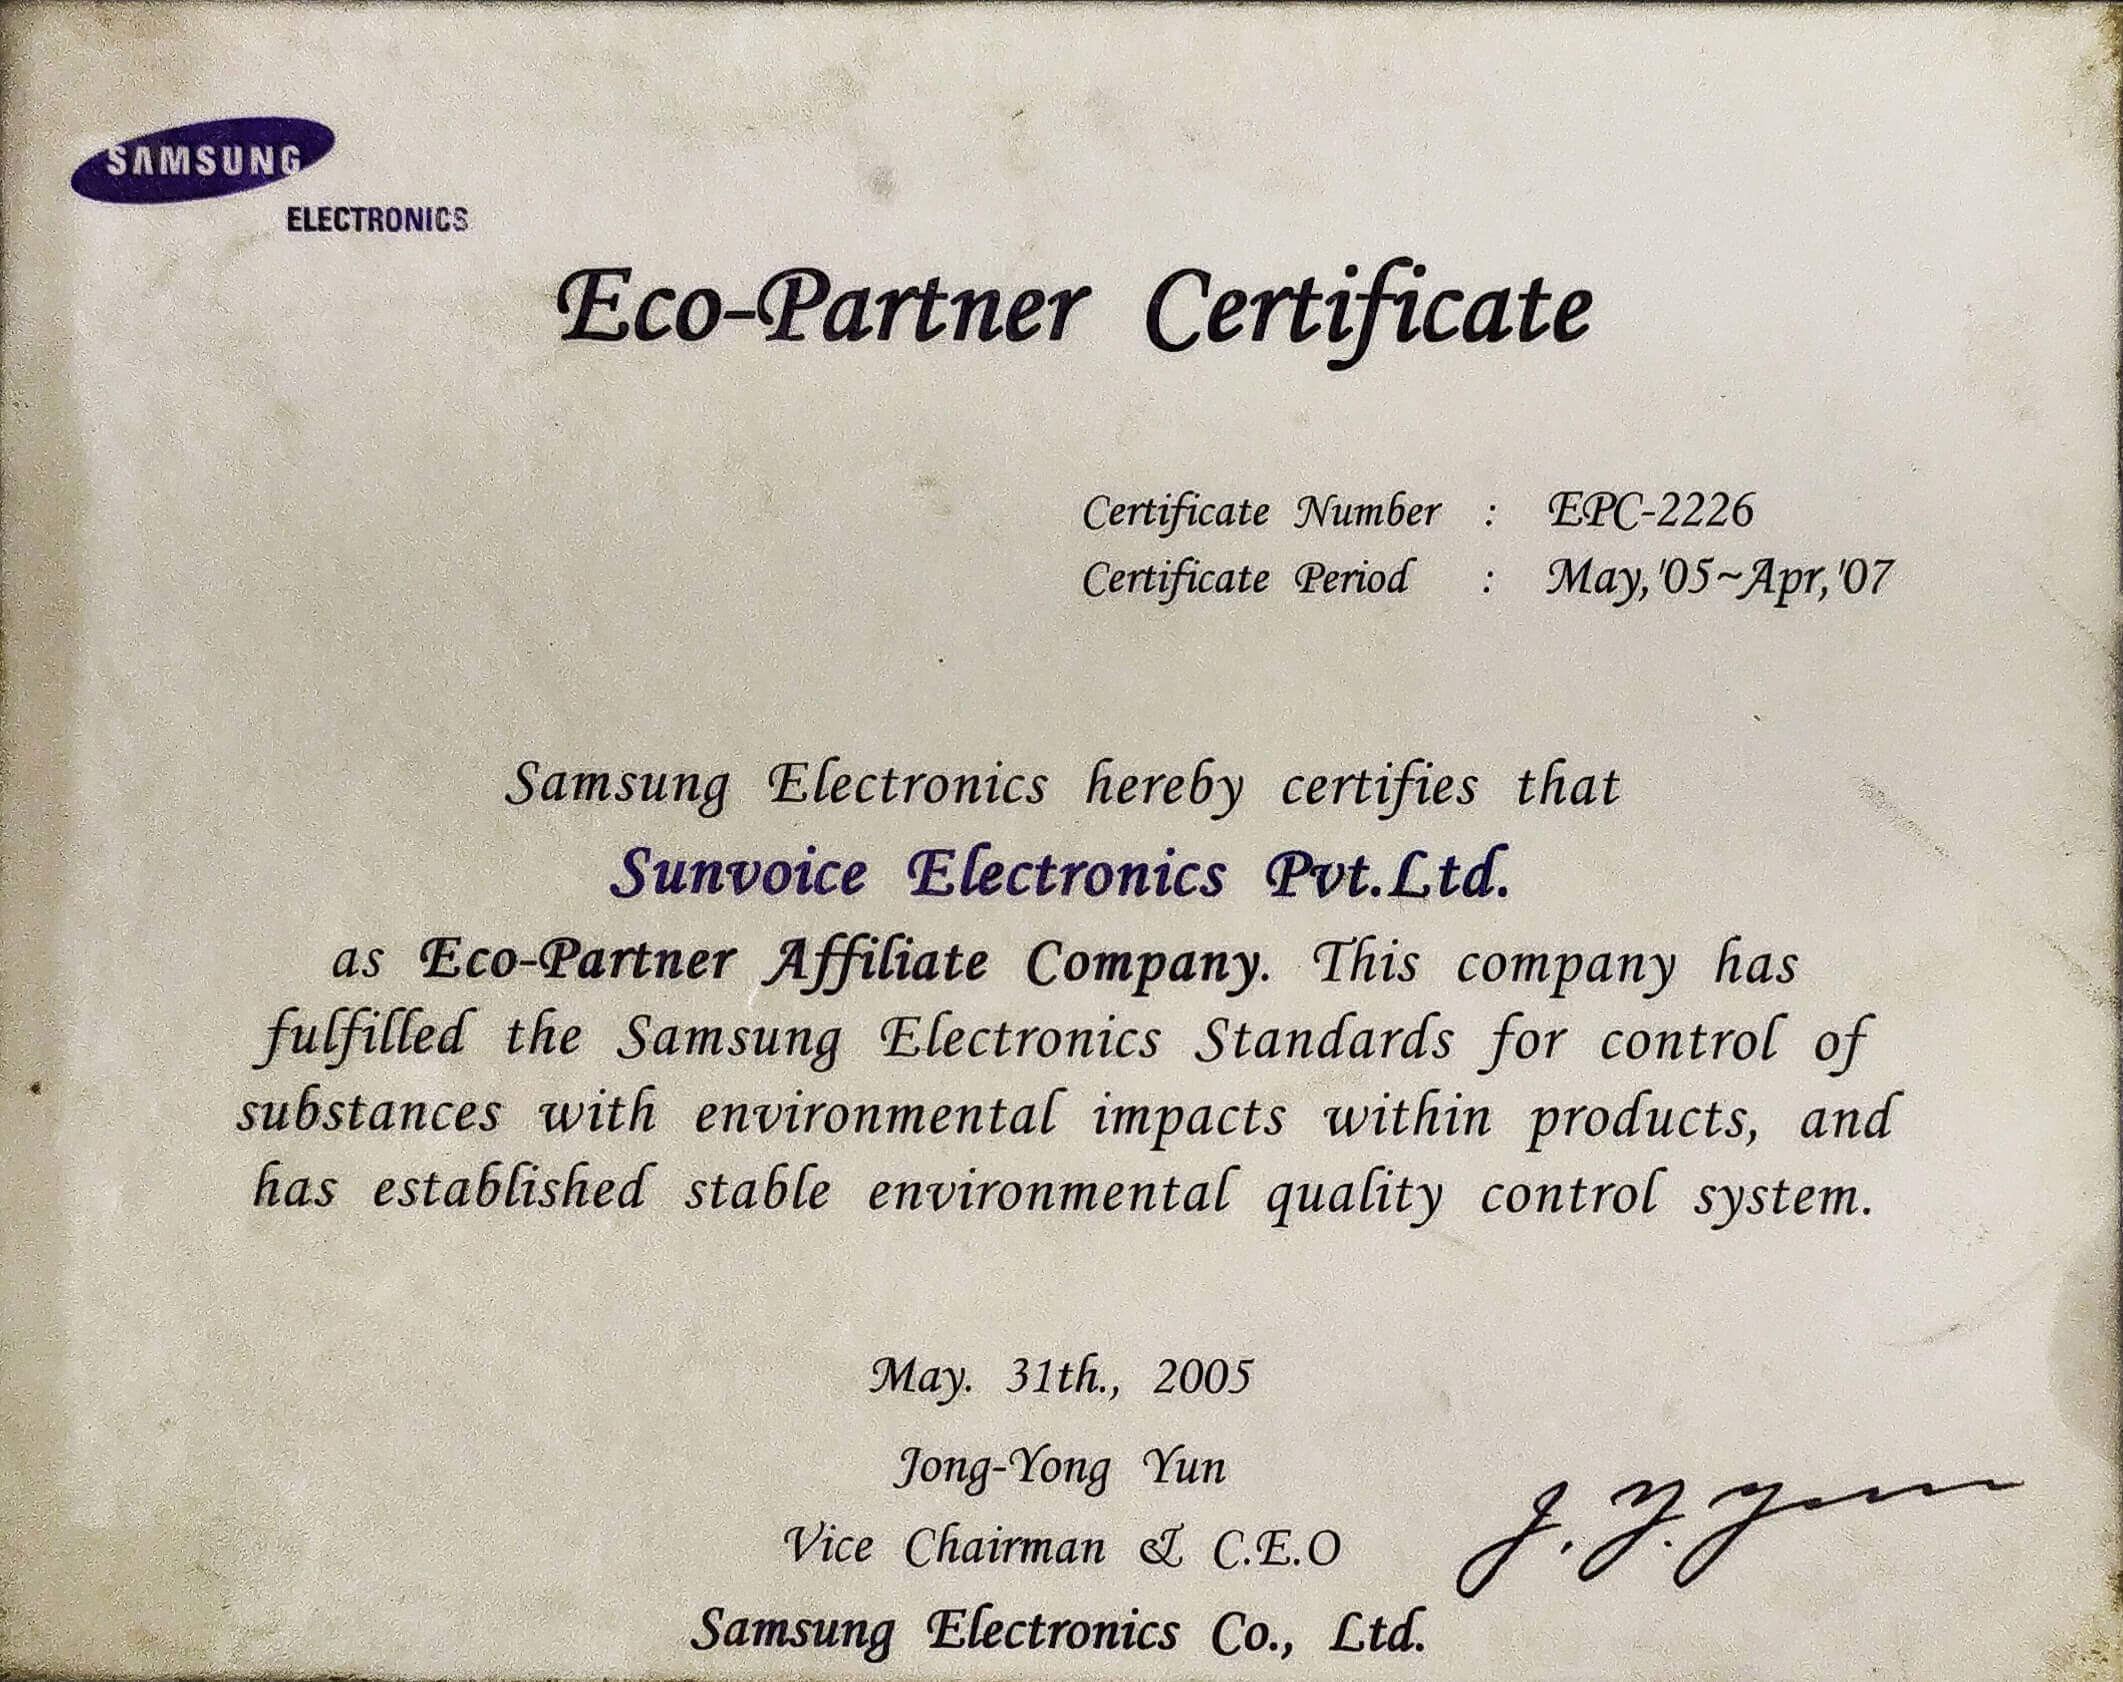 SAMSUNG
ELECTRONICS
Eco-Partner Certificate
Certificate Number : EPC-2226
Certificate Period : May,'05~Apr,'07
Samsung Electronics hereby certifies that
Sunvoice Electronics Pvt.Ltd.
as Eco-Partner Affiliate Company. This company has
fulfilled the Samsung Electronics Standards for control of
substances with environmental impacts within products, and
has established stable environmental quality control system.
May. 31th., 2005
Jong-Yong Yun
J. Y. Yun
Vice Chairman & C.E.O
Samsung Electronics Co., Ltd.